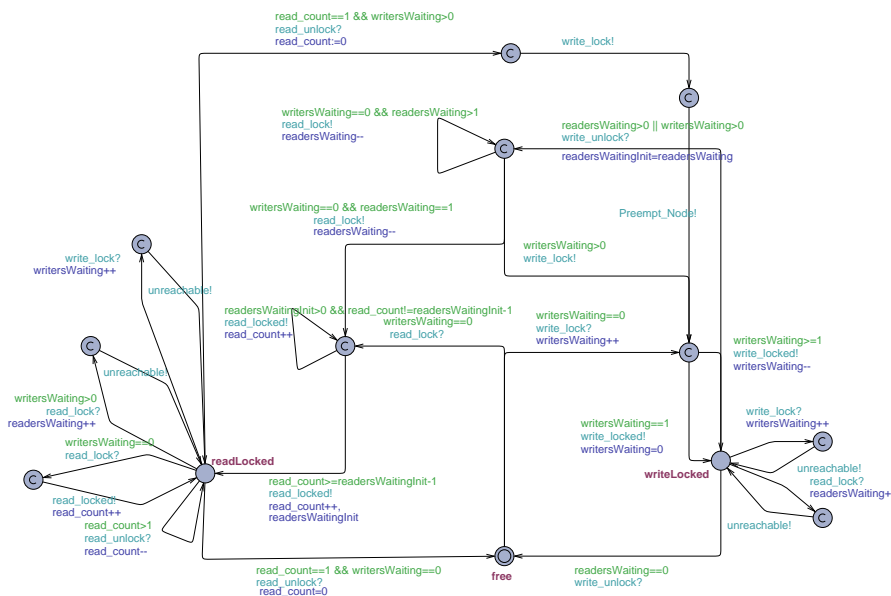 read_count==1 && writersWaiting>0
read_unlock?
read_count:=0
write_lock!
C
C
writersWaiting==0 && readersWaiting>1
read_lock!
readersWaiting--
C
readersWaiting>0 || writersWaiting>0
write_unlock?
readersWaitingInit=readersWaiting
writersWaiting==0 && readersWaiting==1
read_lock!
readersWaiting--
Preempt_Node!
writersWaiting>0
write_lock!
C
write_lock?
writersWaiting++
unreachable!
readersWaitingInit>0 && read_count!=readersWaitingInit-1
read_locked!
read_count++
writersWaiting==0
read_lock?
C
writersWaiting==0
write_lock?
writersWaiting++
C
writersWaiting>=1
write_locked!
writersWaiting--
C
unreachable!
writersWaiting>0
read_lock?
readersWaiting++
writersWaiting==0
read_lock?
readLocked
C
read_locked!
read_count++
read_count>1
read_unlock?
read_count--
read_count>=readersWaitingInit-1
read_locked!
read_count++,
readersWaitingInit
writersWaiting==1
write_locked!
writersWaiting=0
writeLocked
write_lock?
writersWaiting++
C
unreachable!
read_lock?
readersWaiting+
C
unreachable!
read_count==1 && writersWaiting==0
read_unlock?
read_count=0
free
readersWaiting==0
write_unlock?